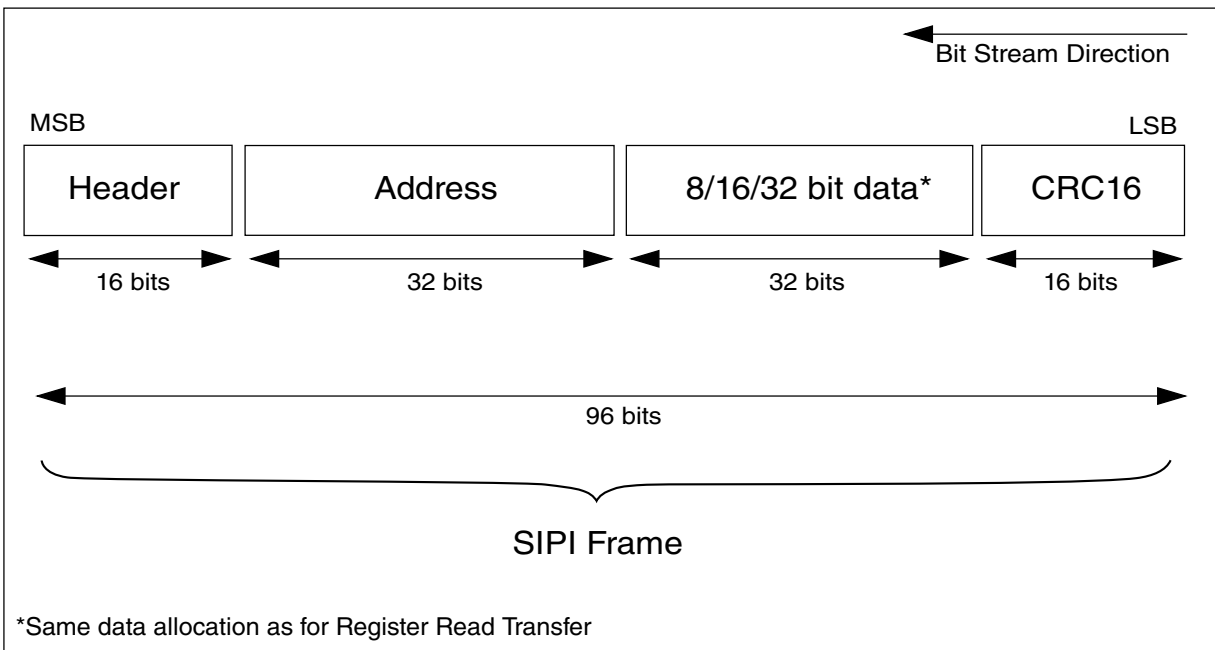 Bit Stream Direction
MSB
LSB
Header
Address
8/16/32 bit data*
CRC16
16 bits
32 bits
32 bits
16 bits
96 bits
SIPI Frame
*Same data allocation as for Register Read Transfer